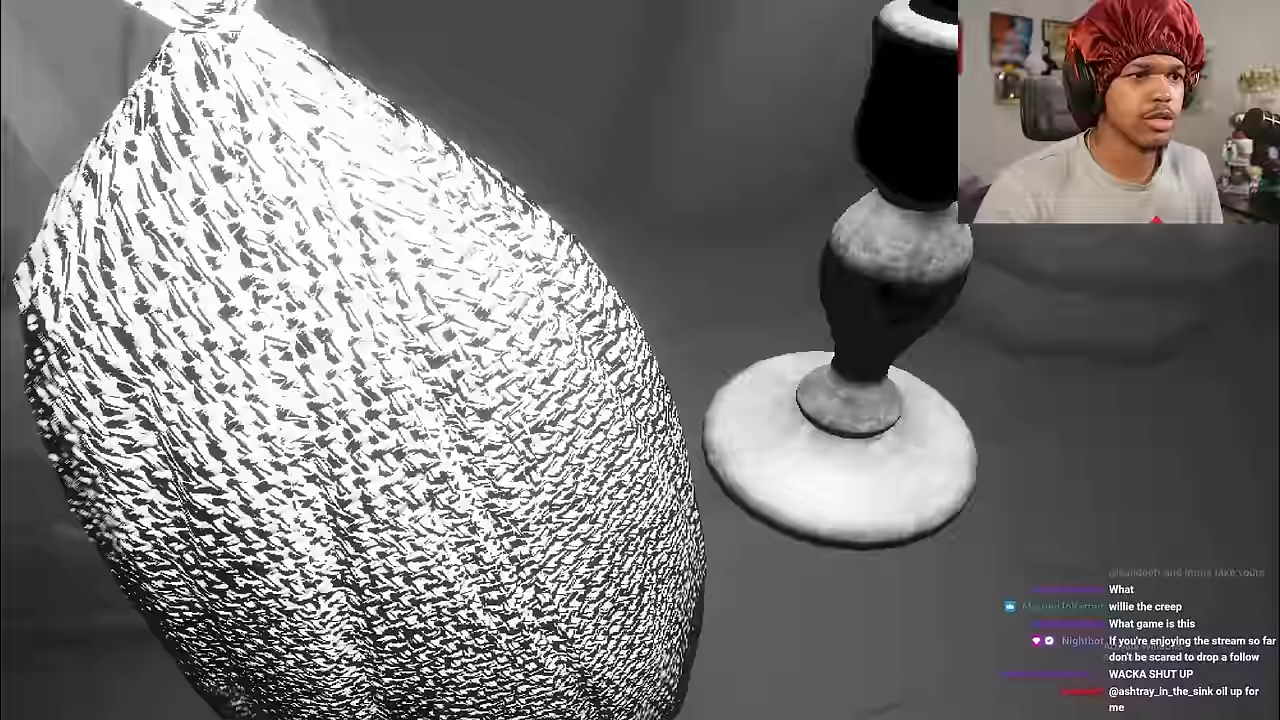 What
willie the creep
What game is this
Nightbot If you're enjoying the stream so far
don't be scared to drop a follow
WACKA SHUT UP
@ashtray_in_the_sink oil up for
me